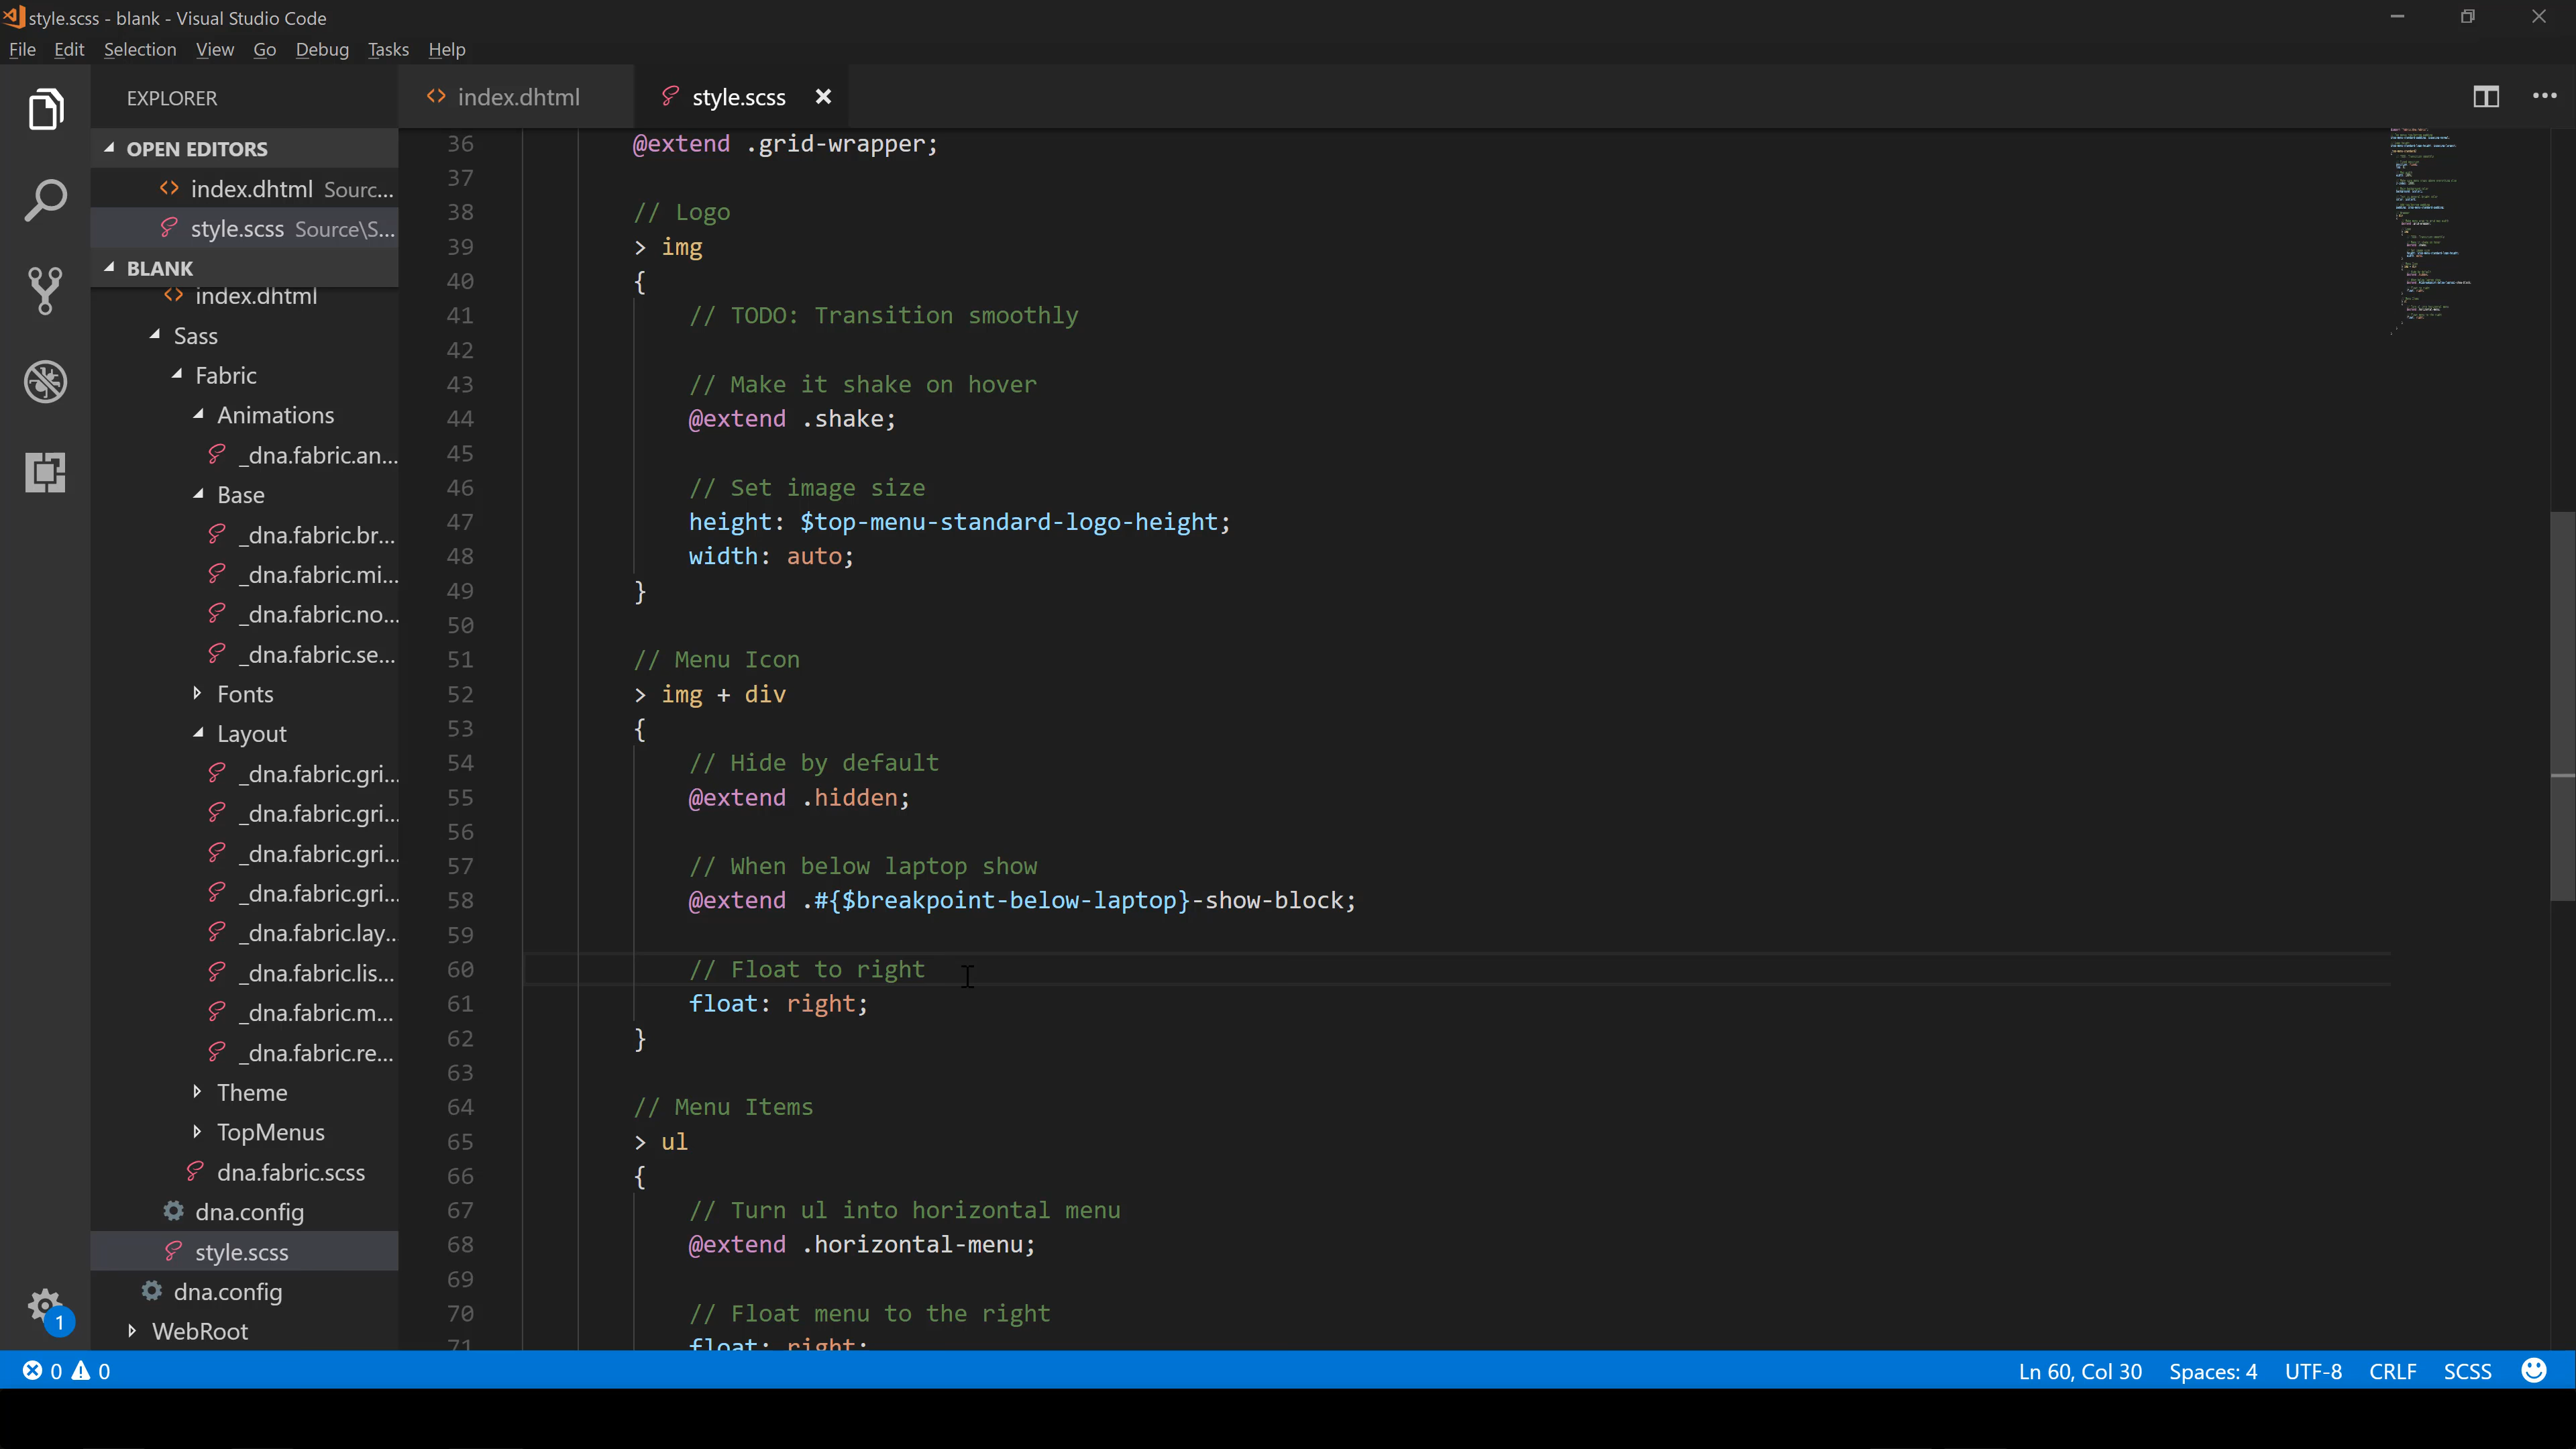 style.scss - blank - Visual Studio Code
File Edit Selection View Go Debug Tasks Help
EXPLORER
OPEN EDITORS
index.dhtml Sourc...
style.scss Source\S...
BLANK
index.dhtml
Sass
Fabric
Animations
_dna.fabric.an...
Base
_dna.fabric.br...
_dna.fabric.mi...
_dna.fabric.no...
_dna.fabric.se...
Fonts
Layout
_dna.fabric.gri...
_dna.fabric.gri...
_dna.fabric.gri...
_dna.fabric.gri...
_dna.fabric.lay...
_dna.fabric.lis...
_dna.fabric.m...
_dna.fabric.re...
Theme
TopMenus
dna.fabric.scss
dna.config
style.scss
dna.config
WebRoot
1
index.dhtml style.scss
36 @extend .grid-wrapper;
37
38 // Logo
39 > img
40 {
41 // TODO: Transition smoothly
42
43 // Make it shake on hover
44 @extend .shake;
45
46 // Set image size
47 height: $top-menu-standard-logo-height;
48 width: auto;
49 }
50
51 // Menu Icon
52 > img + div
53 {
54 // Hide by default
55 @extend .hidden;
56
57 // When below laptop show
58 @extend .#{$breakpoint-below-laptop}-show-block;
59
60 // Float to right
61 float: right;
62 }
63
64 // Menu Items
65 > ul
66 {
67 // Turn ul into horizontal menu
68 @extend .horizontal-menu;
69
70 // Float menu to the right
71 float: right;
0 0 Ln 60, Col 30 Spaces: 4 UTF-8 CRLF SCSS